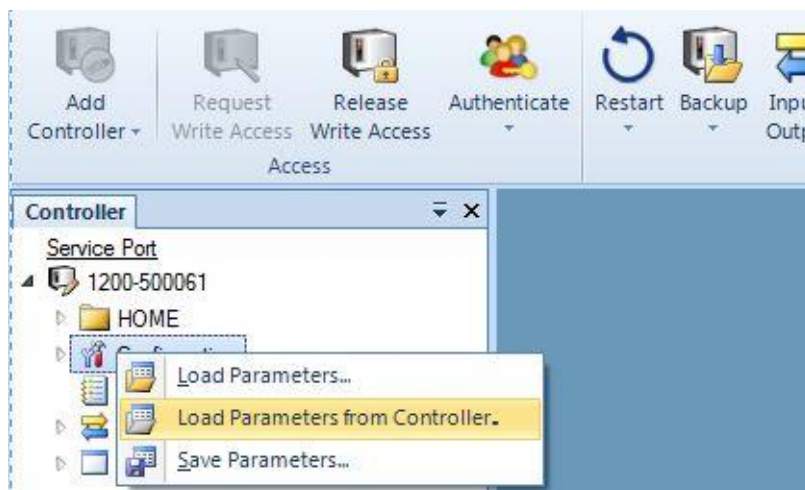 Add
Controller
Request
Write Access
Release
Write Access
Authenticate
Restart
Backup
Access
Controller
Service Port
1200-500061
HOME
Load Parameters...
Load Parameters from Controller.
Save Parameters...